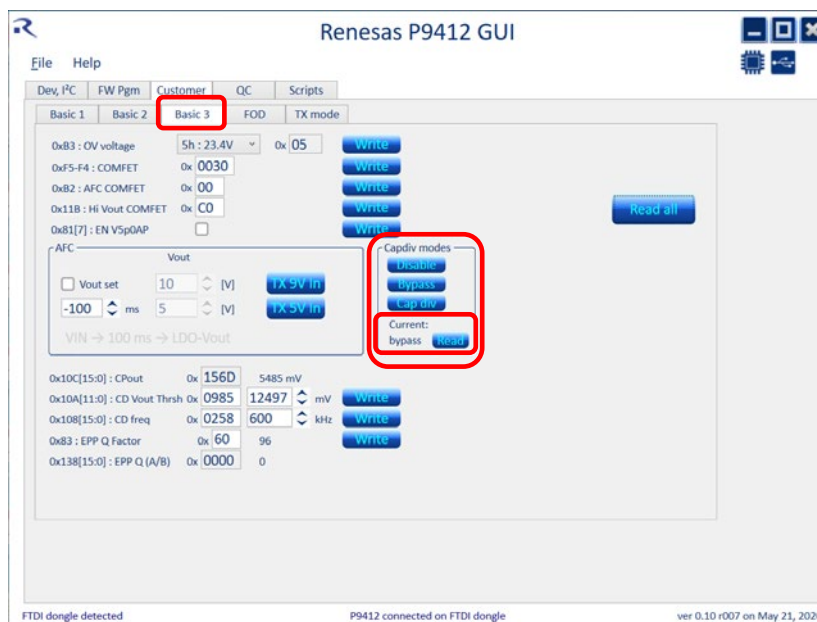 Renesas P9412 GUI
File Help
Dev, I²C FW Pgm Customer QC Scripts
Basic 1 Basic 2 Basic 3 FOD TX mode
0xB3 : OV voltage 5h : 23.4V 0x 05 Write
0xF5-F4 : COMFET 0x 0030 Write
0xB2 : AFC COMFET 0x 00 Write
0x11B : Hi Vout COMFET 0x C0 Write
0x81[7] : EN V5p0AP Write
Read all
AFC
Vout
Vout set 10 [V] TX 9V in
-100 ms 5 [V] TX 5V in
VIN → 100 ms → LDO-Vout
Capdiv modes
Disable
Bypass
Cap div
Current:
bypass Read
0x10C[15:0] : CPout 0x 156D 5485 mV
0x10A[11:0] : CD Vout Thrsh 0x 0985 12497 mV Write
0x108[15:0] : CD freq 0x 0258 600 kHz Write
0x83 : EPP Q Factor 0x 60 96 Write
0x138[15:0] : EPP Q (A/B) 0x 0000 0
FTDI dongle detected P9412 connected on FTDI dongle ver 0.10 r007 on May 21, 202